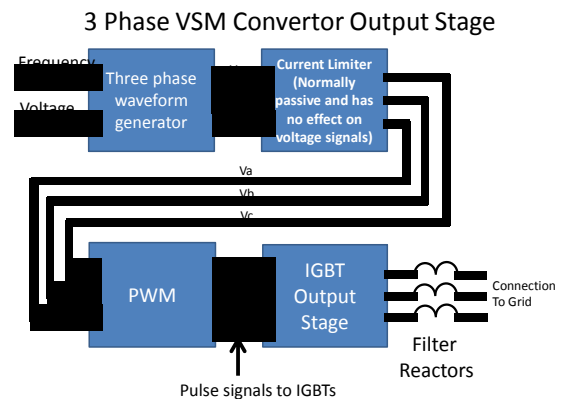 3 Phase VSM Convertor Output Stage
Frequency
Voltage
Three phase
waveform
generator
Current Limiter
(Normally
passive and has
no effect on
voltage signals)
Va
Vb
Vc
PWM
IGBT
Output
Stage
Connection
To Grid
Filter
Reactors
Pulse signals to IGBTs